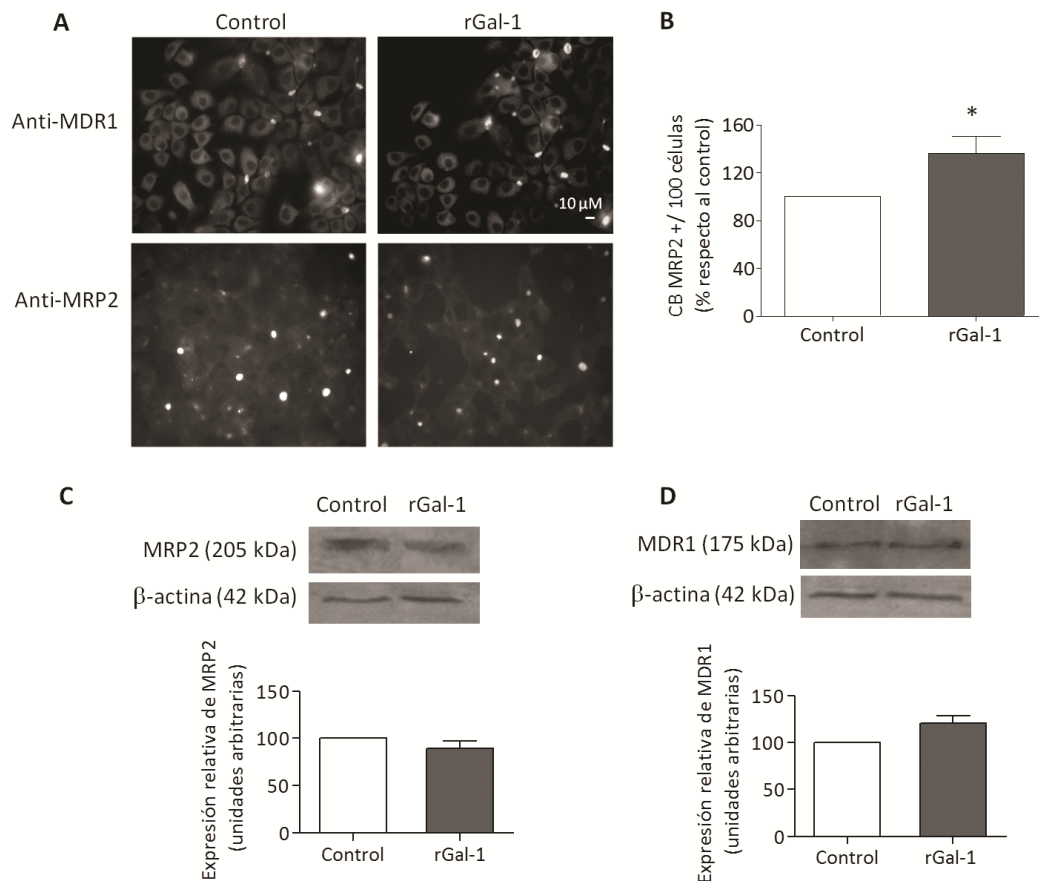 A
Control
rGal-1
Anti-MDR1
10 µM
Anti-MRP2
B
CB MRP2 +/ 100 células
(% respecto al control)
160
120
80
40
0
*
Control
rGal-1
C
Control
rGal-1
MRP2 (205 kDa)
β-actina (42 kDa)
Expresión relativa de MRP2
(unidades arbitrarias)
150
100
50
0
Control
rGal-1
D
Control
rGal-1
MDR1 (175 kDa)
β-actina (42 kDa)
Expresión relativa de MDR1
(unidades arbitrarias)
150
100
50
0
Control
rGal-1